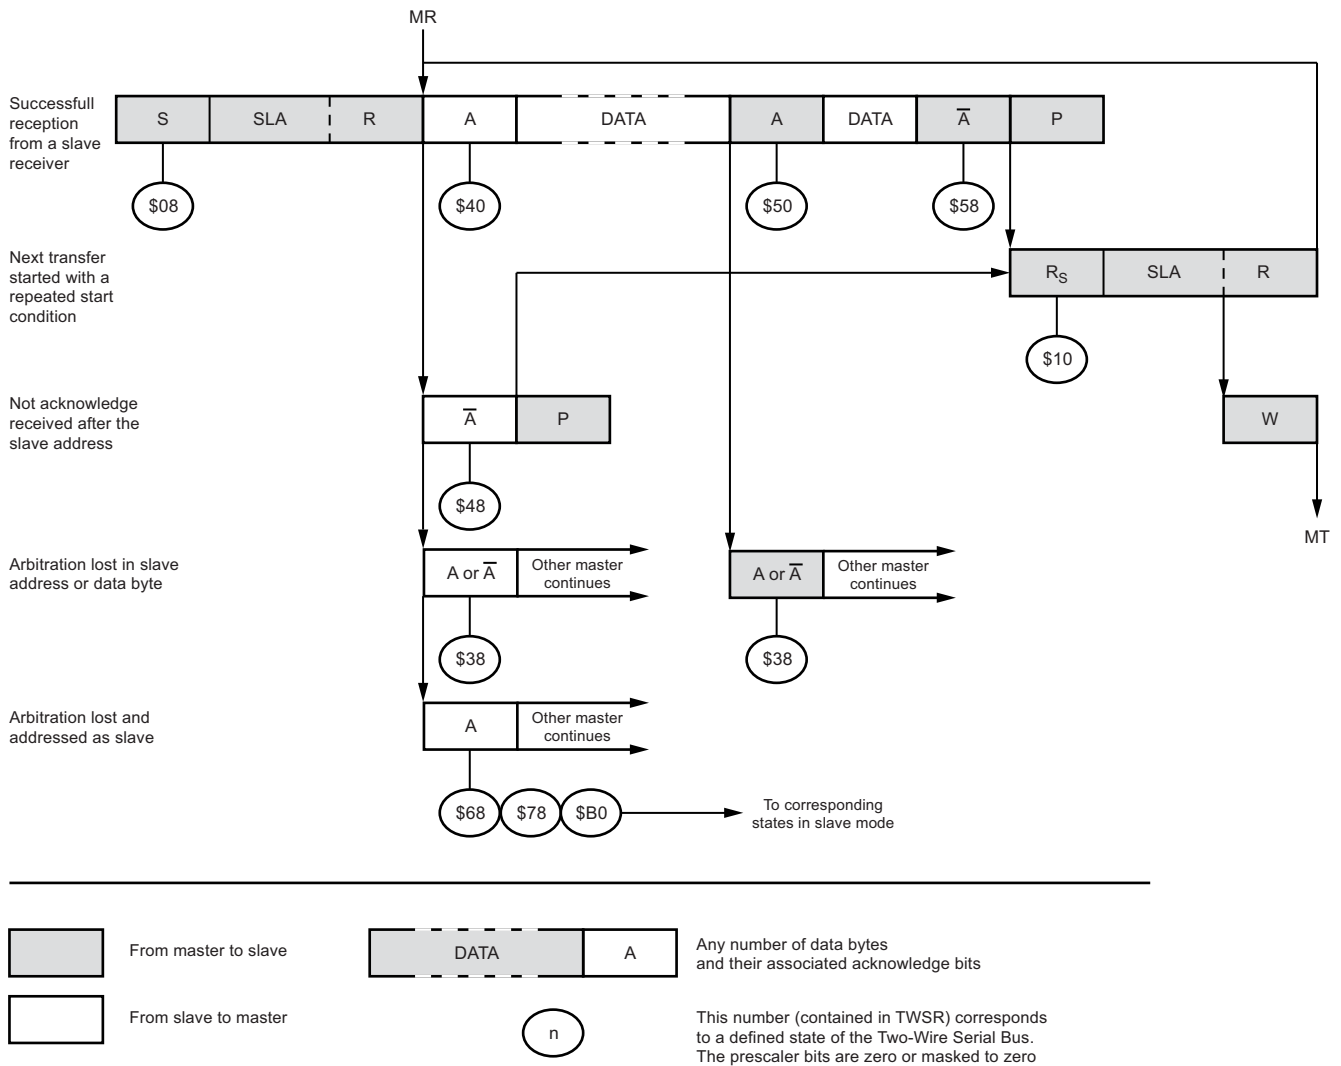 MR
Successfull
reception
from a slave
receiver
S SLA R A DATA A DATA A̅ P
$08 $40 $50 $58
Next transfer
started with a
repeated start
condition
RS SLA R
$10
Not acknowledge
received after the
slave address
A̅ P
W
$48
MT
Arbitration lost in slave
address or data byte
A or A̅
Other master
continues
A or A̅
Other master
continues
$38 $38
Arbitration lost and
addressed as slave
A
Other master
continues
$68 $78 $B0
To corresponding
states in slave mode
From master to slave
DATA A
Any number of data bytes
and their associated acknowledge bits
From slave to master
n
This number (contained in TWSR) corresponds
to a defined state of the Two-Wire Serial Bus.
The prescaler bits are zero or masked to zero